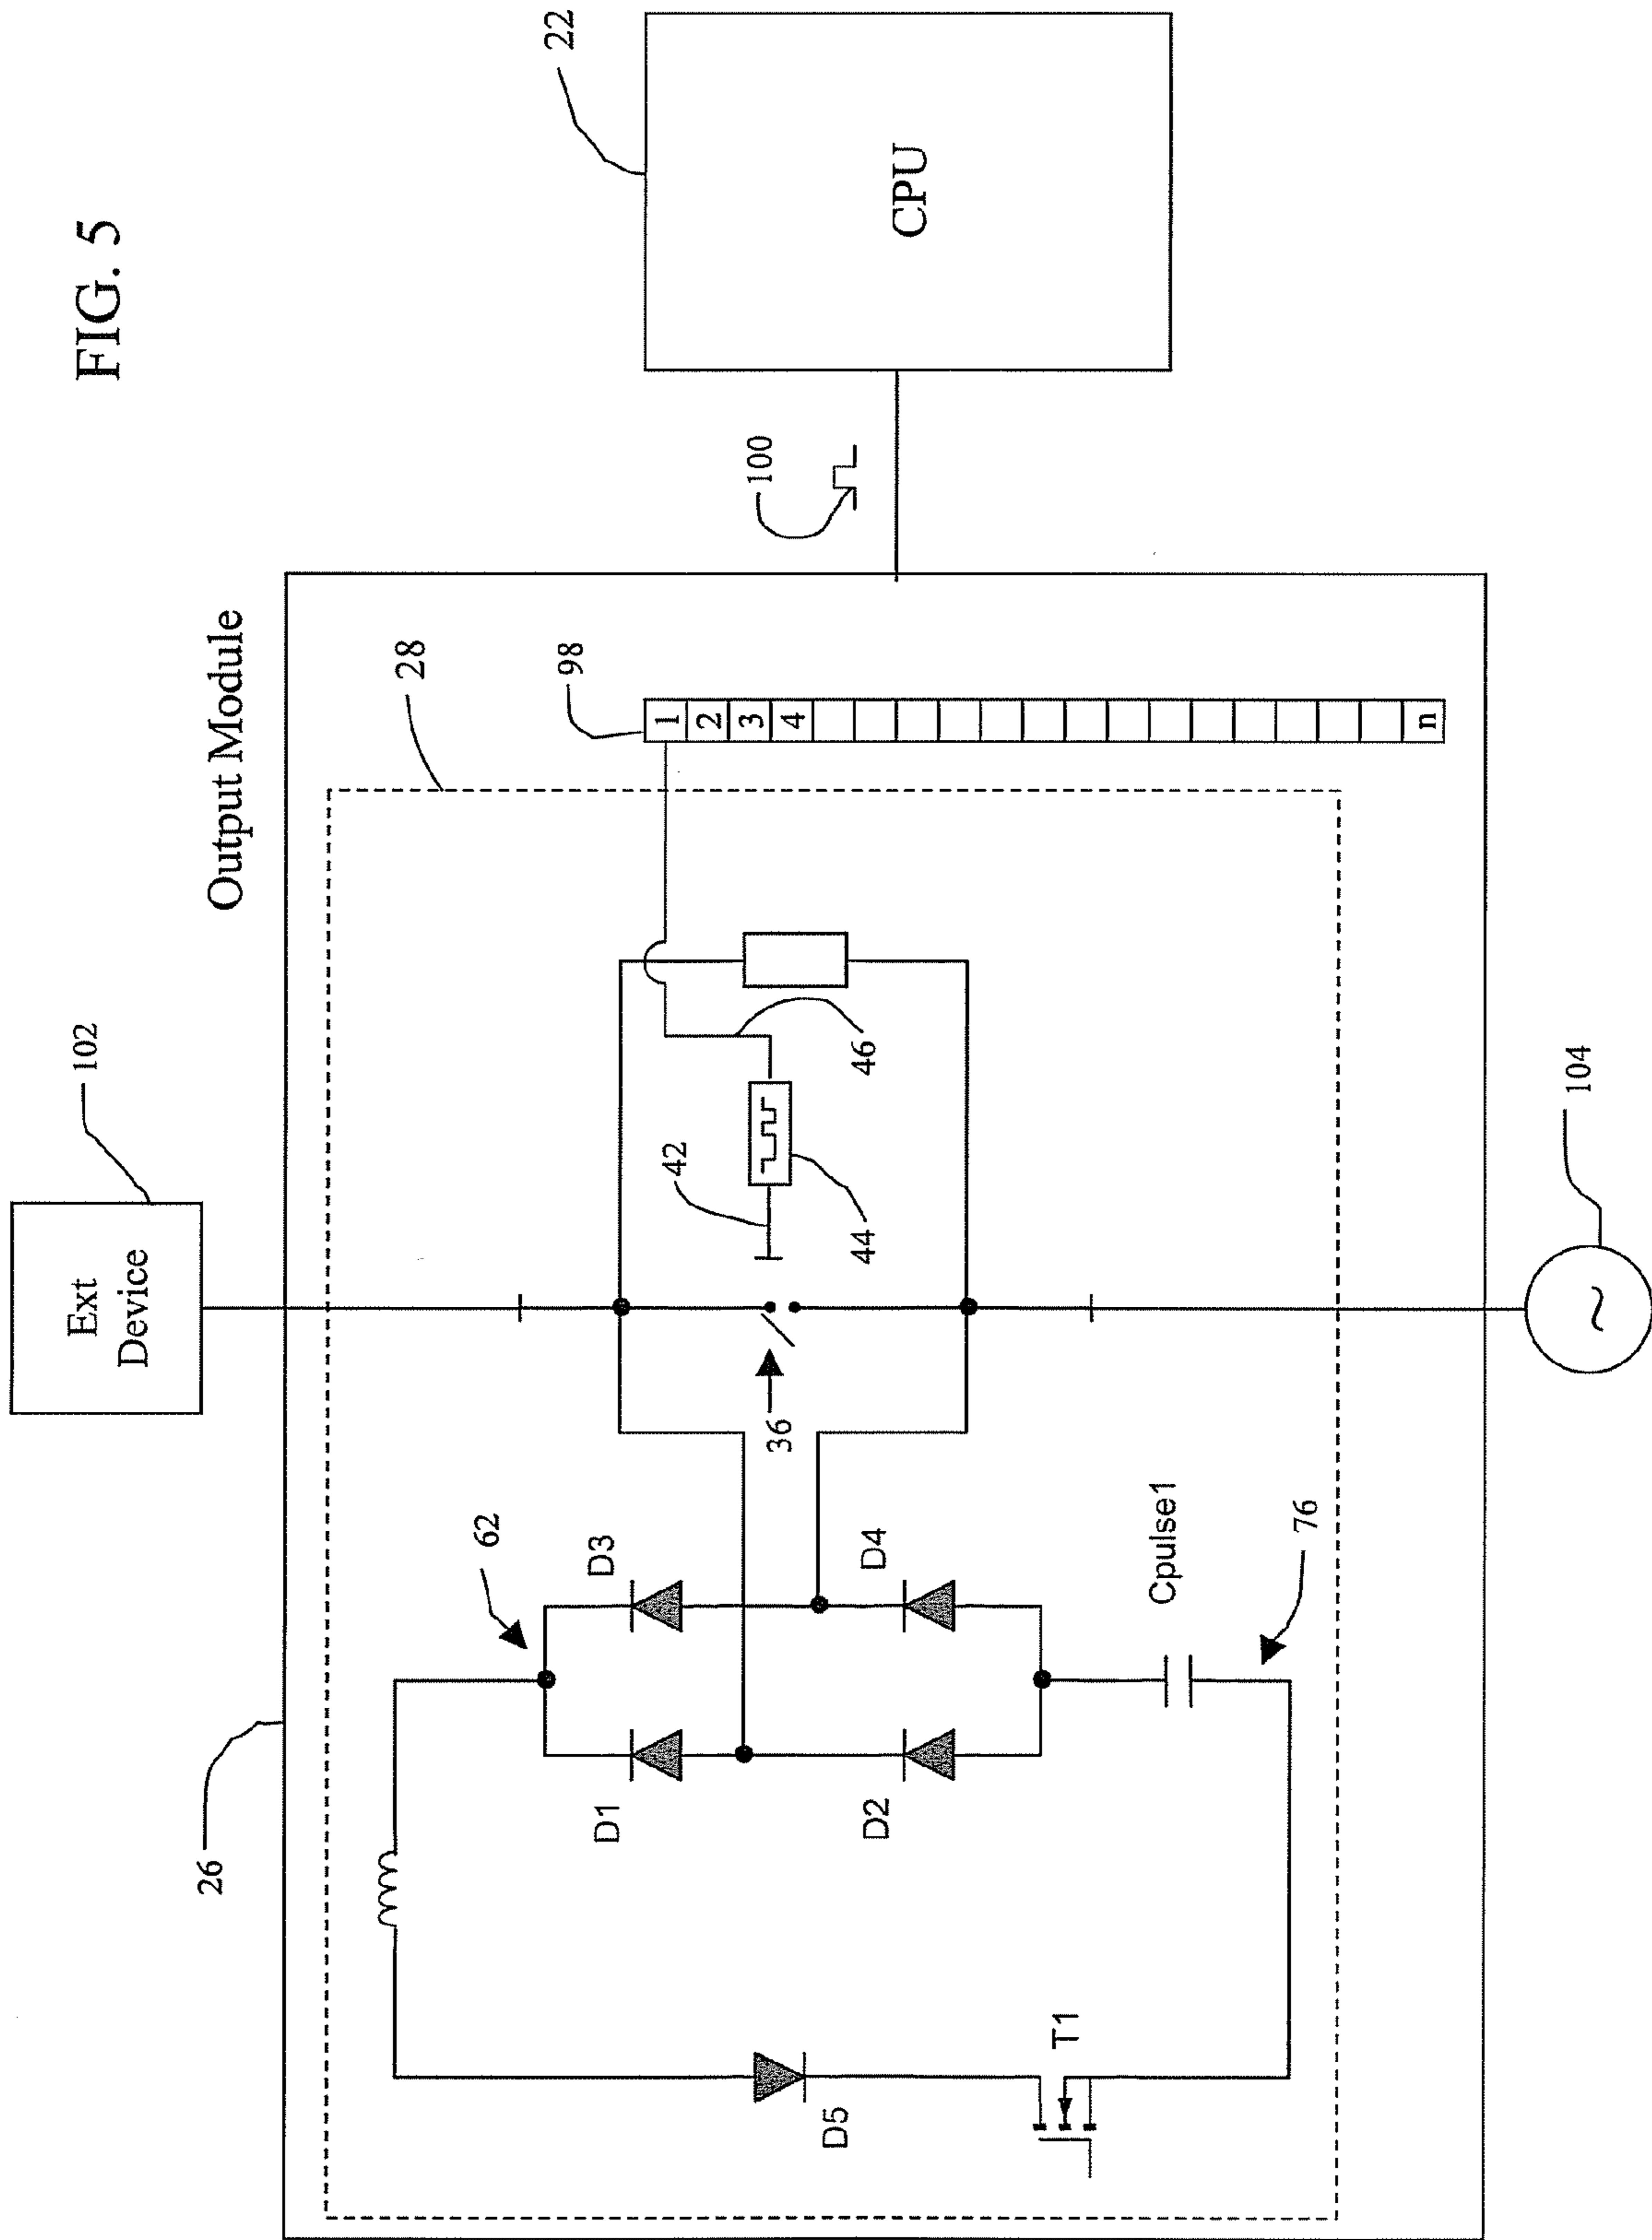 FIG. 5
Output Module
Ext
Device
102
26
28
22
CPU
100
98
1
2
3
4
n
62
D1
D3
D2
D4
D5
T1
Cpulse1
76
36
42
44
46
104
~